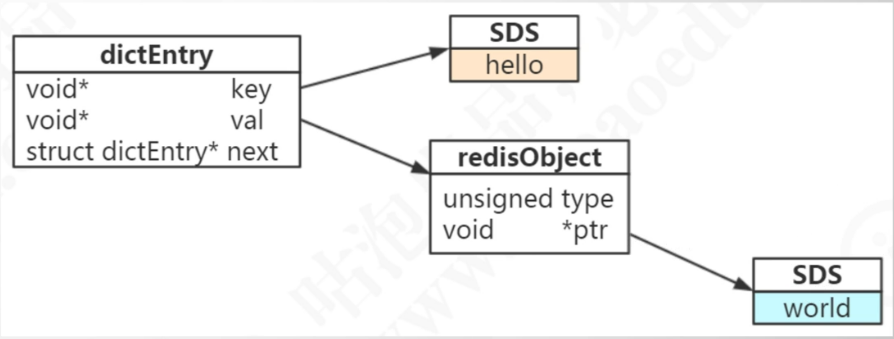 dictEntry
void* key
void* val
struct dictEntry* next
SDS
hello
redisObject
unsigned type
void *ptr
SDS
world